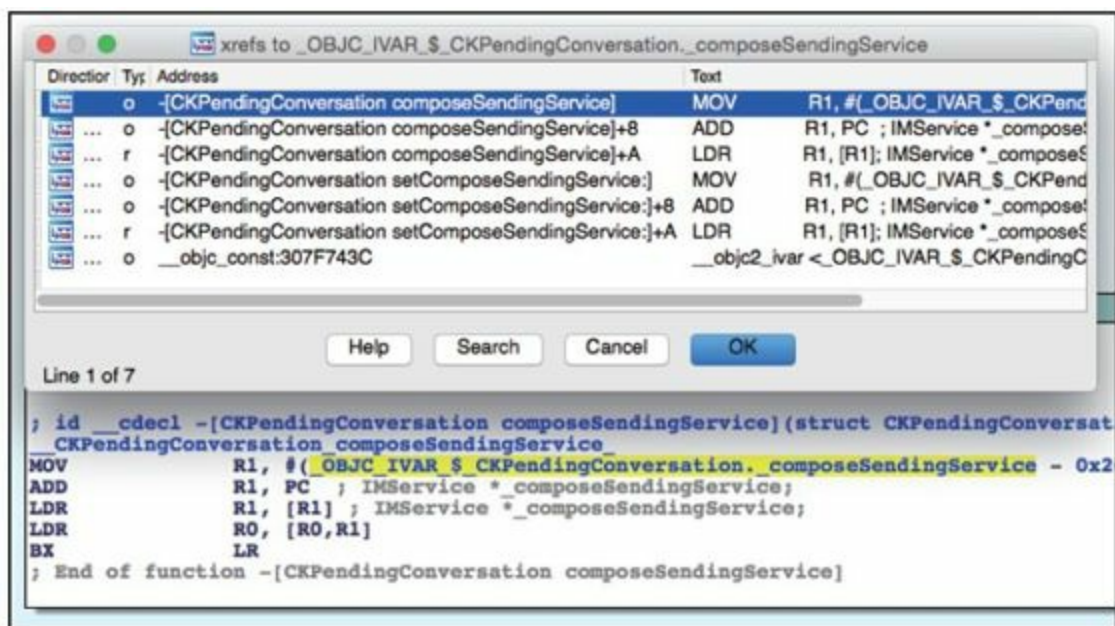 xrefs to _OBJC_IVAR_$_CKPendingConversation._composeSendingService
Direction Typ Address Text
o -[CKPendingConversation composeSendingService] MOV R1, #(_OBJC_IVAR_$_CKPend
... o -[CKPendingConversation composeSendingService]+8 ADD R1, PC ; IMService *_compose
... r -[CKPendingConversation composeSendingService]+A LDR R1, [R1]; IMService *_compose
... o -[CKPendingConversation setComposeSendingService:] MOV R1, #(_OBJC_IVAR_$_CKPend
... o -[CKPendingConversation setComposeSendingService:]+8 ADD R1, PC ; IMService *_compose
... r -[CKPendingConversation setComposeSendingService:]+A LDR R1, [R1]; IMService *_compose
... o __objc_const:307F743C __objc2_ivar <_OBJC_IVAR_$_CKPendingC
Help Search Cancel OK
Line 1 of 7
; id __cdecl -[CKPendingConversation composeSendingService](struct CKPendingConversat
__CKPendingConversation_composeSendingService_
MOV R1, #(_OBJC_IVAR_$_CKPendingConversation._composeSendingService - 0x2
ADD R1, PC ; IMService *_composeSendingService;
LDR R1, [R1] ; IMService *_composeSendingService;
LDR R0, [R0,R1]
BX LR
; End of function -[CKPendingConversation composeSendingService]